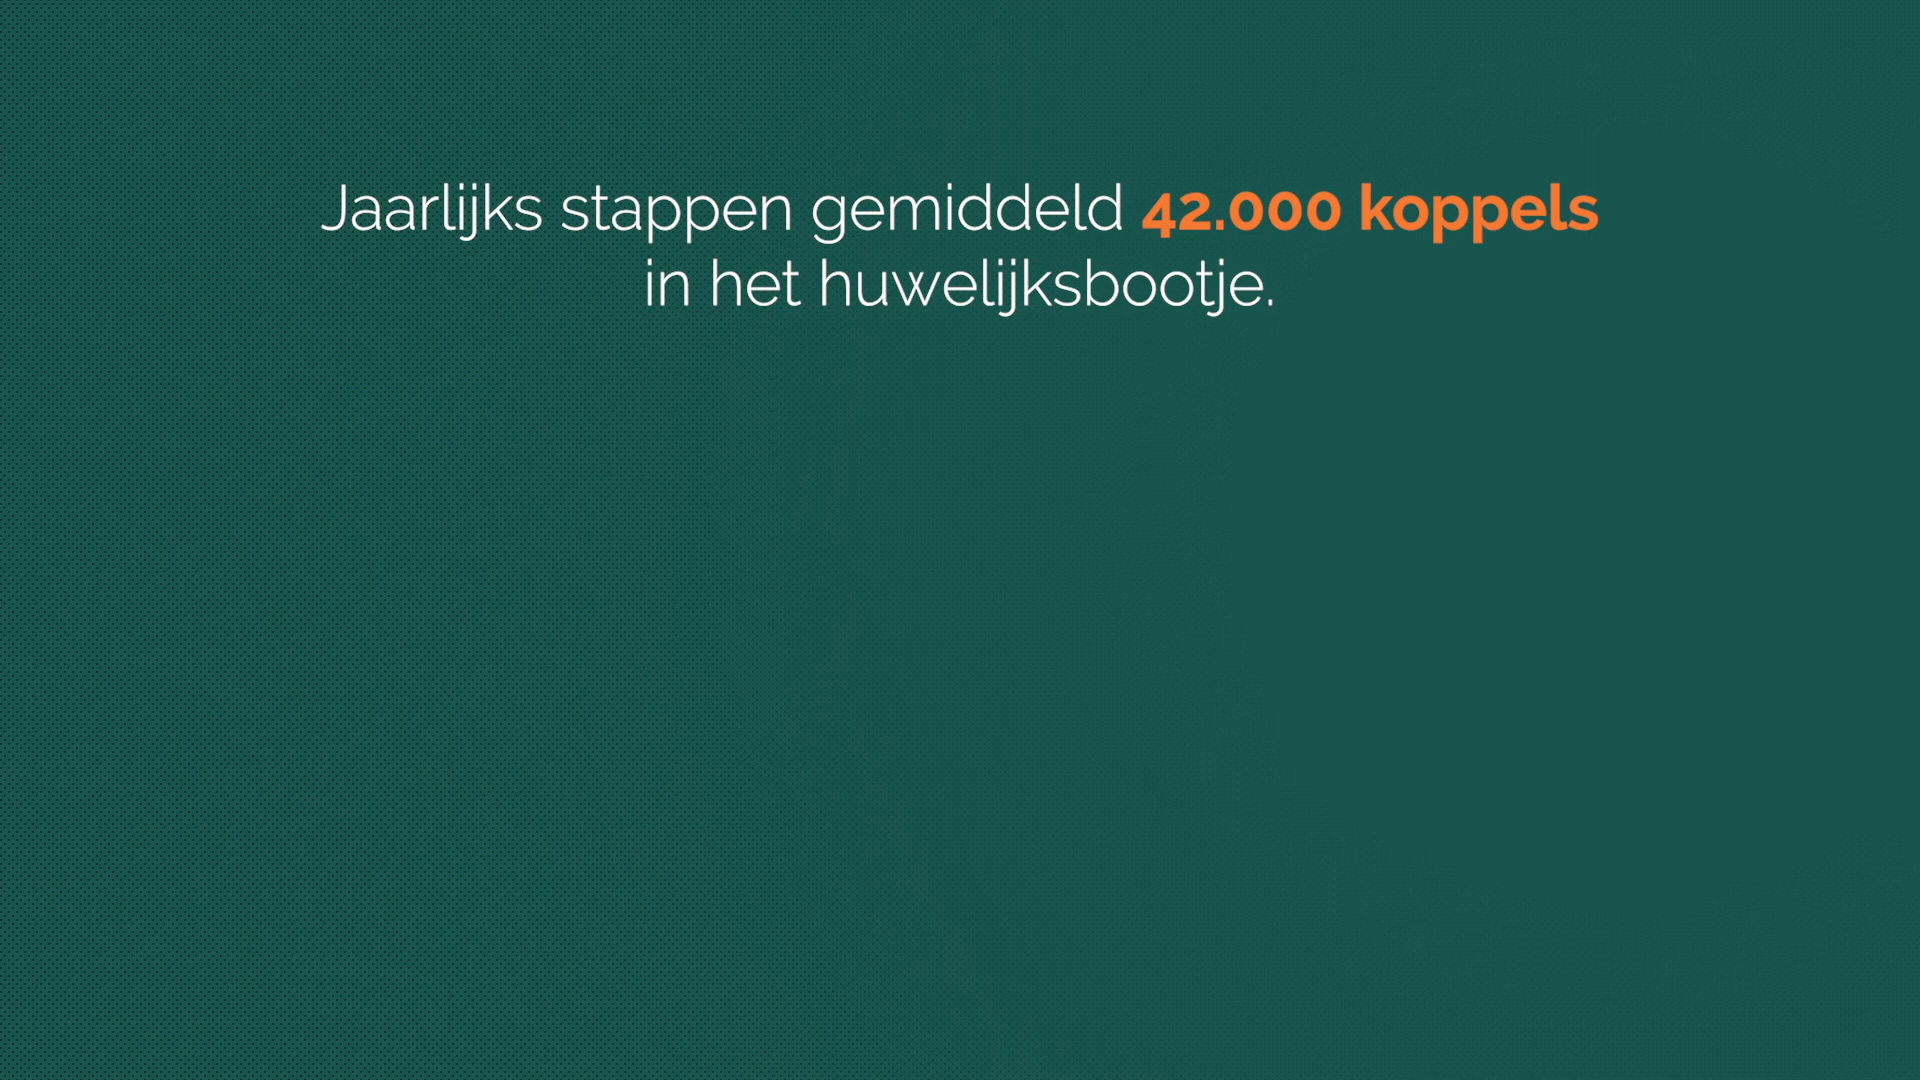 Jaarlijks stappen gemiddeld 42.000 koppels
in het huwelijksbootje.